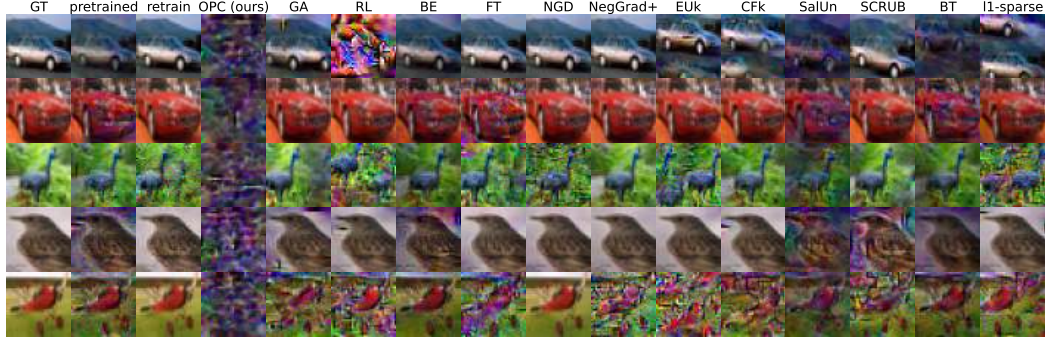 GT pretrained retrain OPC (ours) GA RL BE FT NGD NegGrad+ EUk CFk SalUn SCRUB BT l1-sparse